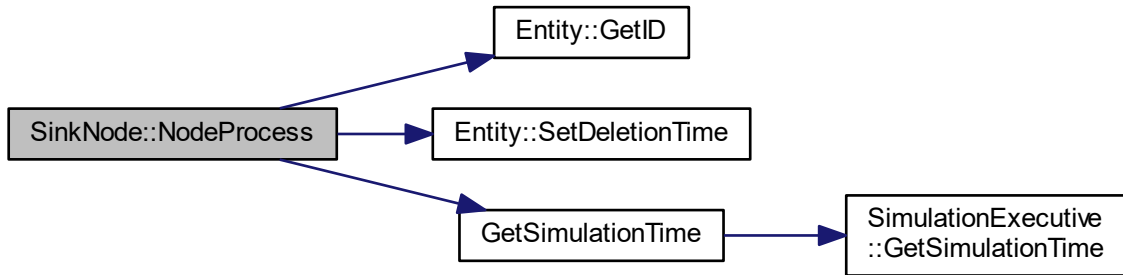 Entity::GetID
SinkNode::NodeProcess
Entity::SetDeletionTime
GetSimulationTime
SimulationExecutive
::GetSimulationTime